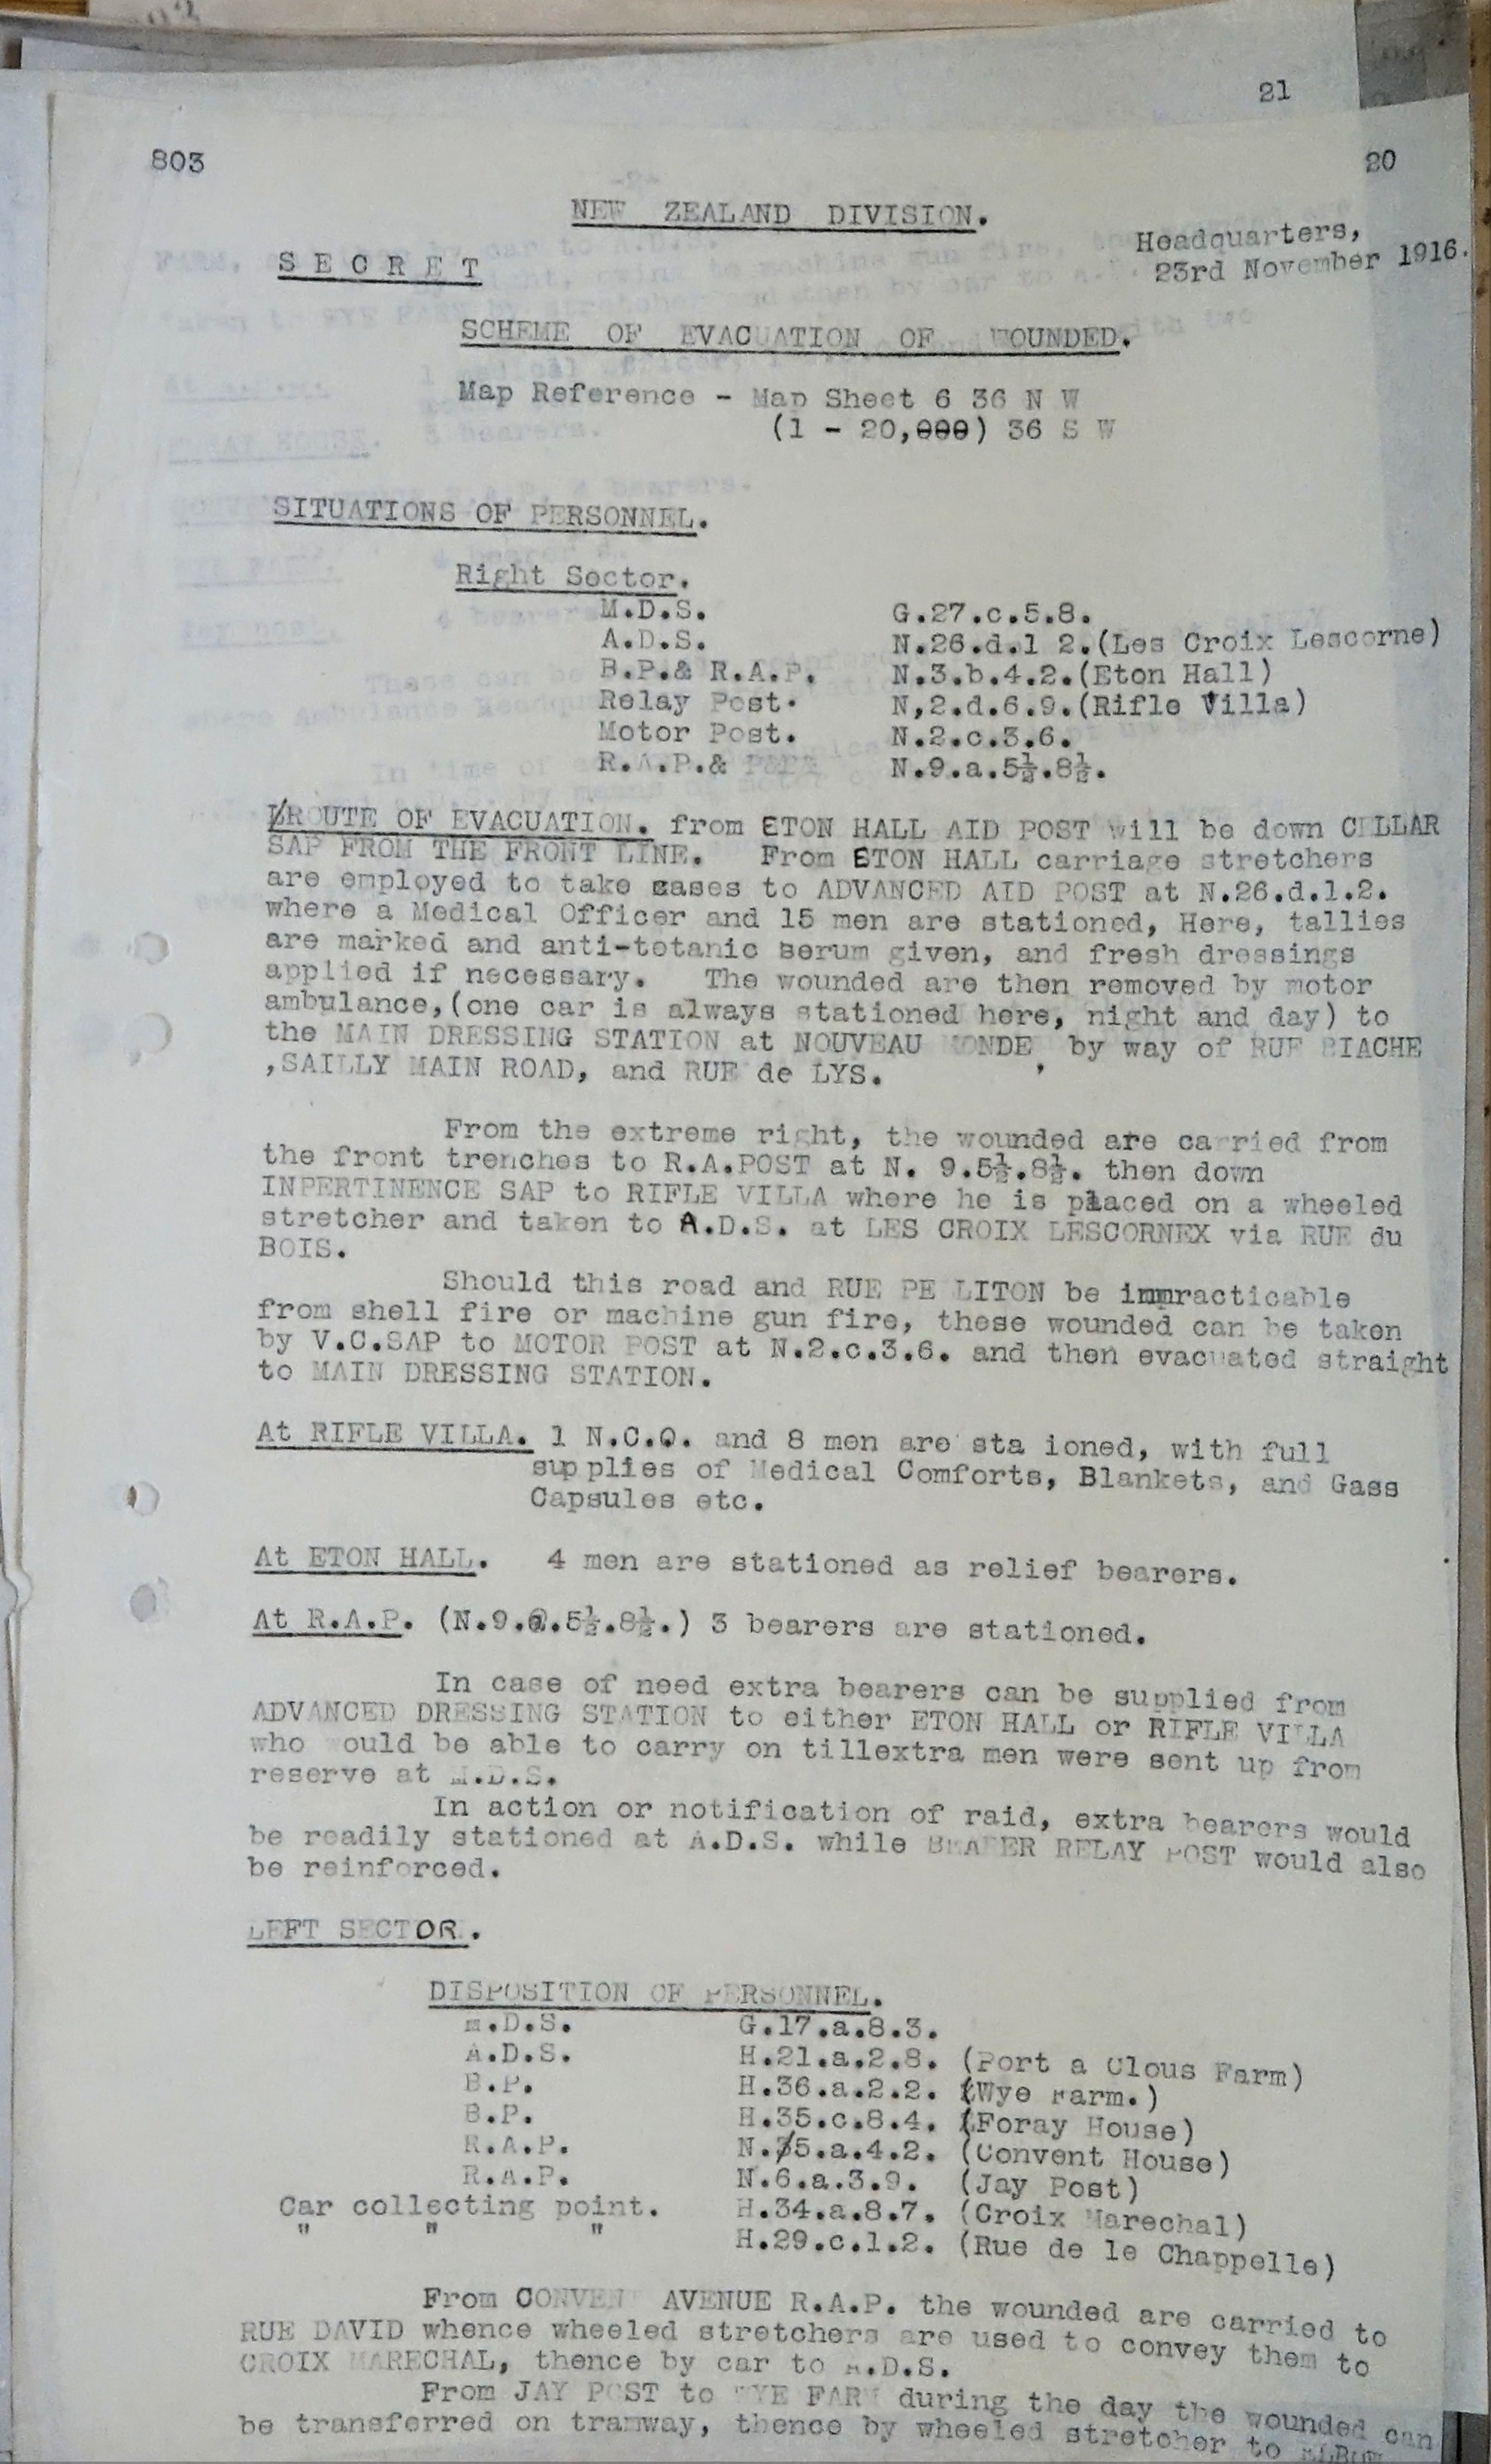 21
803 20
NEW ZEALAND DIVISION.
Headquarters,
SECRET 23rd November 1916.
SCHEME OF EVACUATION OF WOUNDED.
Map Reference - Map Sheet 6 36 N W
(1 - 20,000) 36 S W
SITUATIONS OF PERSONNEL.
Right Sector.
M.D.S. G.27.c.5.8.
A.D.S. N.26.d.1 2.(Les Croix Lescorne)
B.P.& R.A.P. N.3.b.4.2.(Eton Hall)
Relay Post. N,2.d.6.9.(Rifle Villa)
Motor Post. N.2.c.3.6.
R.A.P.& N.9.a.5½.8½.
ROUTE OF EVACUATION. from ETON HALL AID POST will be down CELLAR
SAP FROM THE FRONT LINE. From ETON HALL carriage stretchers
are employed to take cases to ADVANCED AID POST at N.26.d.1.2.
where a Medical Officer and 15 men are stationed, Here, tallies
are marked and anti-tetanic serum given, and fresh dressings
applied if necessary. The wounded are then removed by motor
ambulance,(one car is always stationed here, night and day) to
the MAIN DRESSING STATION at NOUVEAU MONDE, by way of RUE BIACHE
,SAILLY MAIN ROAD, and RUE de LYS.
From the extreme right, the wounded are carried from
the front trenches to R.A.POST at N. 9.5½.8½. then down
INPERTINENCE SAP to RIFLE VILLA where he is placed on a wheeled
stretcher and taken to A.D.S. at LES CROIX LESCORNEX via RUE du
BOIS.
Should this road and RUE PE LITON be immracticable
from shell fire or machine gun fire, these wounded can be taken
by V.C.SAP to MOTOR POST at N.2.c.3.6. and then evacuated straight
to MAIN DRESSING STATION.
At RIFLE VILLA. 1 N.C.O. and 8 men are sta ioned, with full
supplies of Medical Comforts, Blankets, and Gass
Capsules etc.
At ETON HALL. 4 men are stationed as relief bearers.
At R.A.P. (N.9.a.5½.8½.) 3 bearers are stationed.
In case of need extra bearers can be supplied from
ADVANCED DRESSING STATION to either ETON HALL or RIFLE VILLA
who would be able to carry on tillextra men were sent up from
reserve at M.D.S.
In action or notification of raid, extra bearers would
be readily stationed at A.D.S. while BEARER RELAY POST would also
be reinforced.
LEFT SECTOR.
DISPOSITION OF PERSONNEL.
M.D.S. G.17.a.8.3.
A.D.S. H.21.a.2.8. (Port a Clous Farm)
B.P. H.36.a.2.2. (Wye Farm.)
B.P. H.35.c.8.4. (Foray House)
R.A.P. N.5.a.4.2. (Convent House)
R.A.P. N.6.a.3.9. (Jay Post)
Car collecting point. H.34.a.8.7. (Croix Marechal)
" " " H.29.c.1.2. (Rue de le Chappelle)
From CONVENT AVENUE R.A.P. the wounded are carried to
RUE DAVID whence wheeled stretchers are used to convey them to
CROIX MARECHAL, thence by car to A.D.S.
From JAY POST to WYE FARM during the day the wounded can
be transferred on tramway, thence by wheeled stretcher to